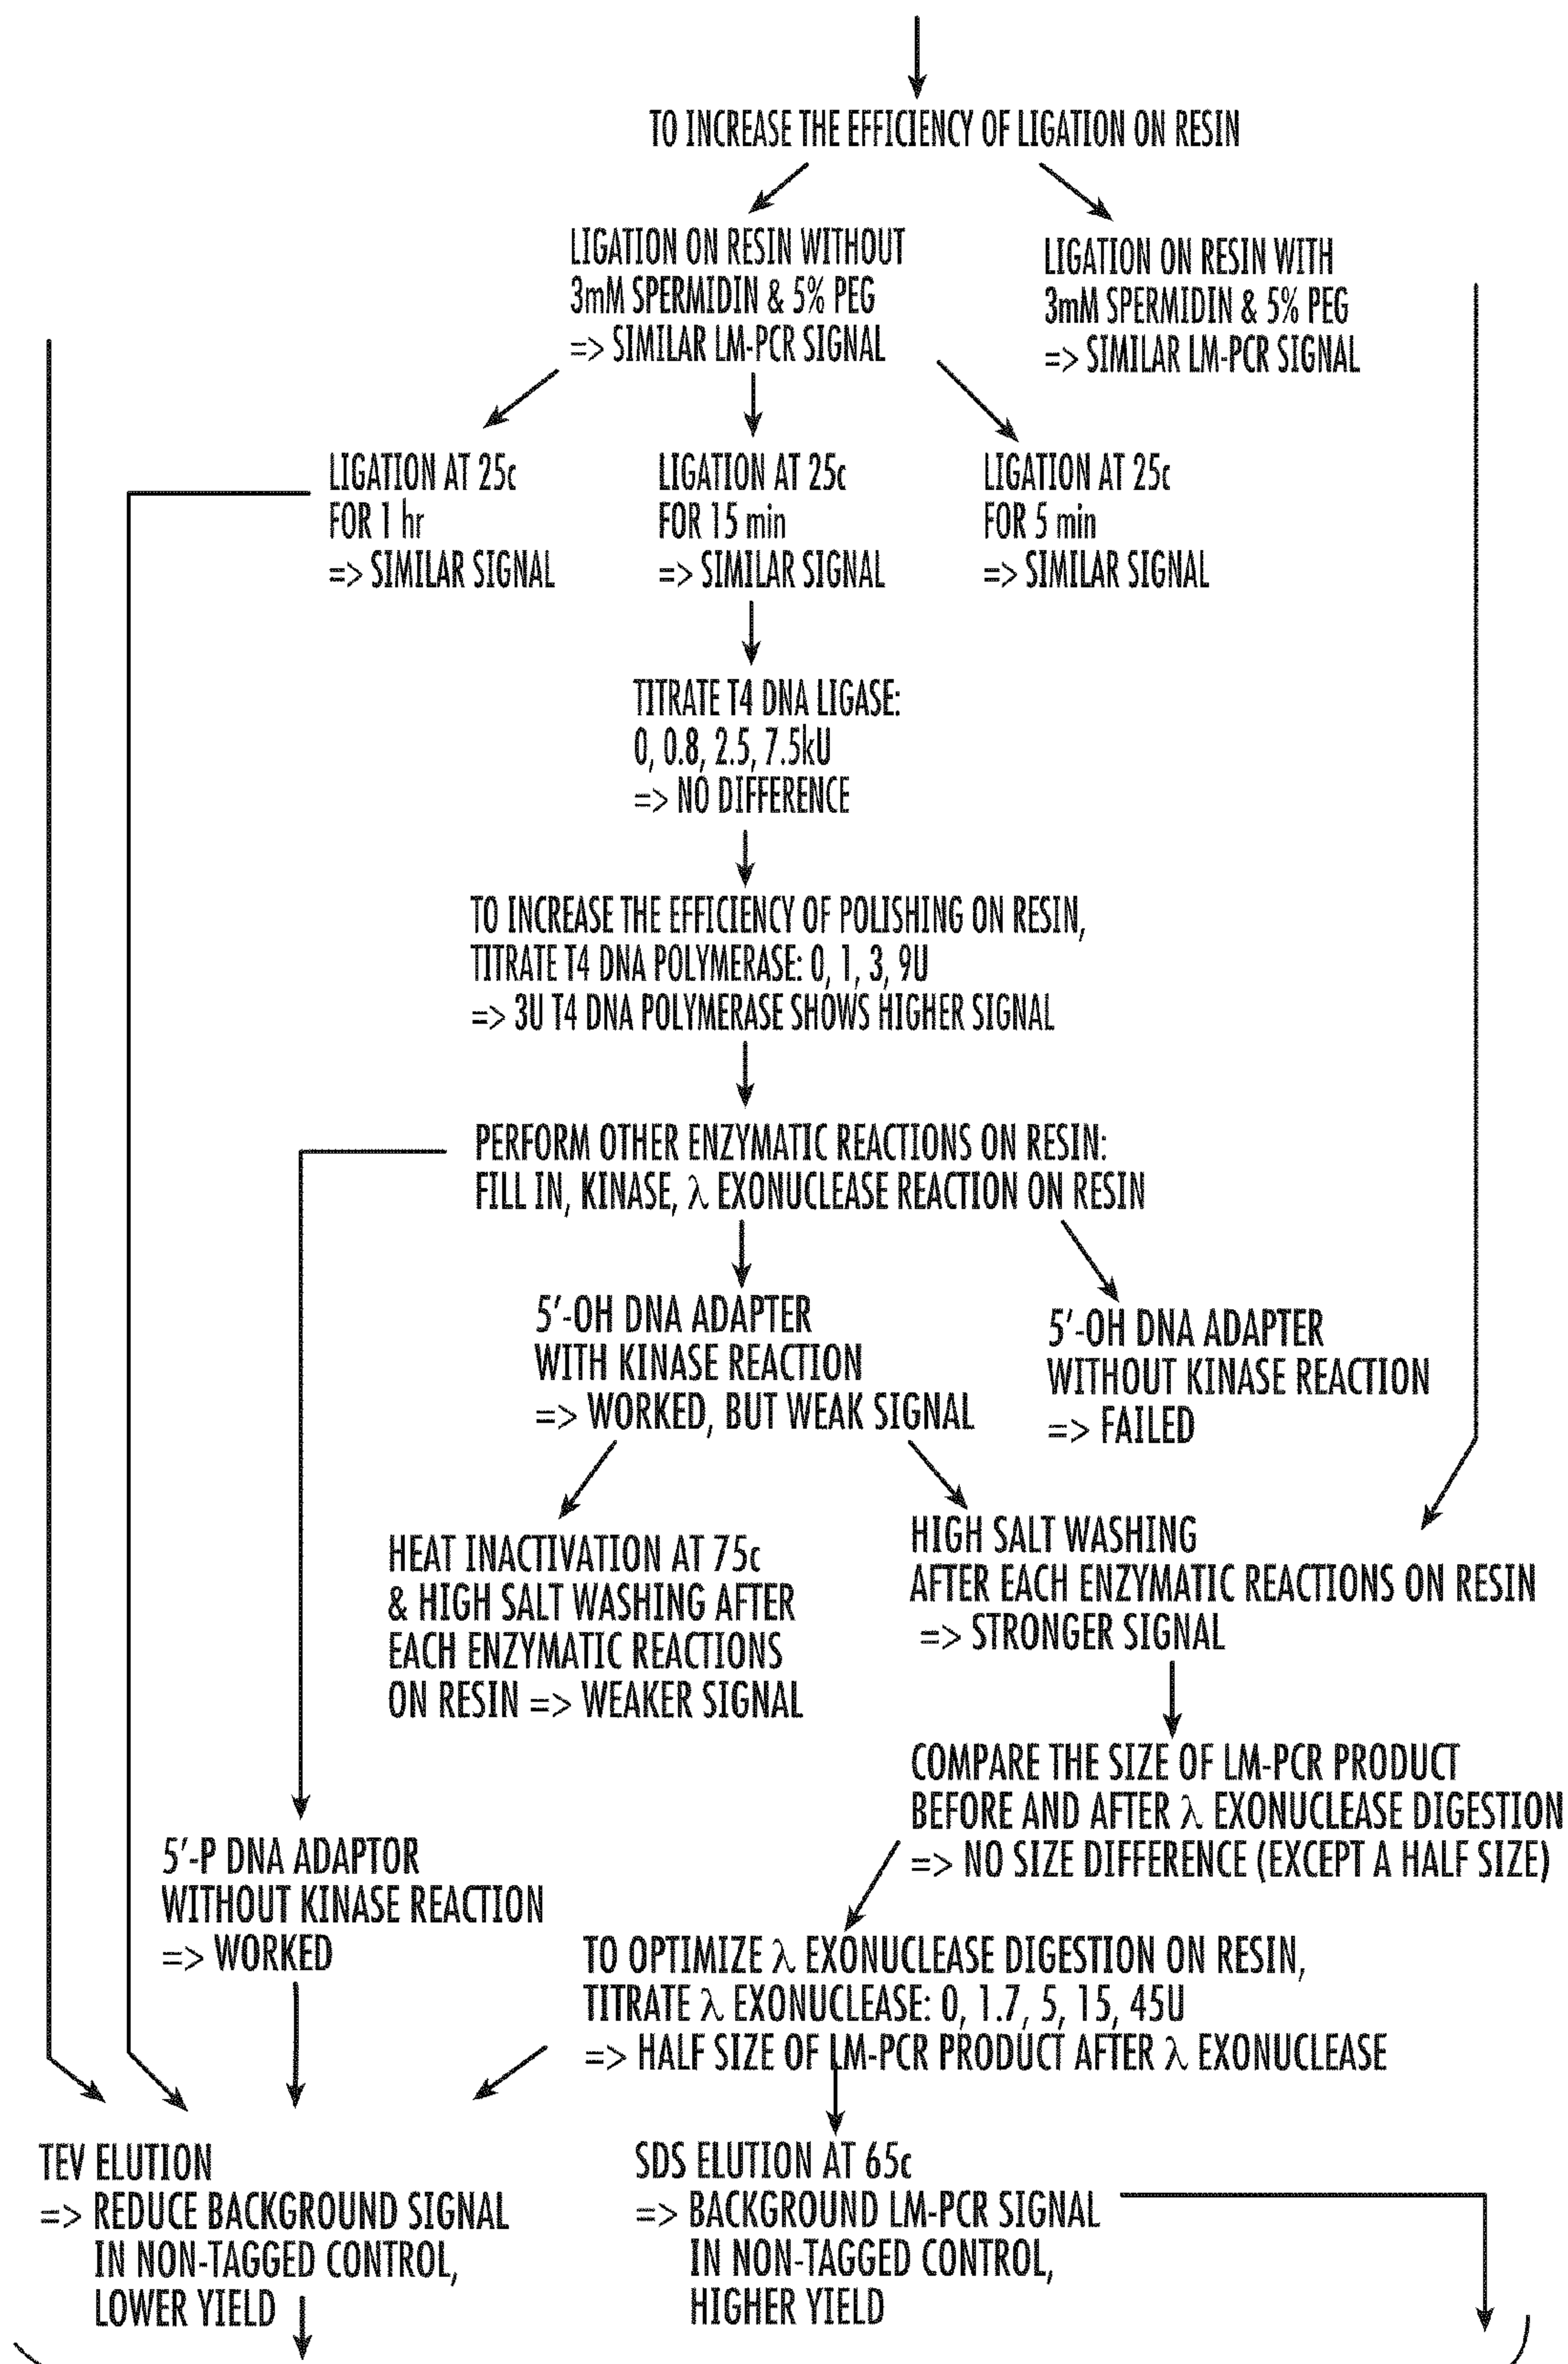 TO INCREASE THE EFFICIENCY OF LIGATION ON RESIN
LIGATION ON RESIN WITHOUT
3mM SPERMIDIN & 5% PEG
=> SIMILAR LM-PCR SIGNAL
LIGATION ON RESIN WITH
3mM SPERMIDIN & 5% PEG
=> SIMILAR LM-PCR SIGNAL
LIGATION AT 25c
FOR 1 hr
=> SIMILAR SIGNAL
LIGATION AT 25c
FOR 15 min
=> SIMILAR SIGNAL
LIGATION AT 25c
FOR 5 min
=> SIMILAR SIGNAL
TITRATE T4 DNA LIGASE:
0, 0.8, 2.5, 7.5kU
=> NO DIFFERENCE
TO INCREASE THE EFFICIENCY OF POLISHING ON RESIN,
TITRATE T4 DNA POLYMERASE: 0, 1, 3, 9U
=> 3U T4 DNA POLYMERASE SHOWS HIGHER SIGNAL
PERFORM OTHER ENZYMATIC REACTIONS ON RESIN:
FILL IN, KINASE, λ EXONUCLEASE REACTION ON RESIN
5'-OH DNA ADAPTER
WITH KINASE REACTION
=> WORKED, BUT WEAK SIGNAL
5'-OH DNA ADAPTER
WITHOUT KINASE REACTION
=> FAILED
HEAT INACTIVATION AT 75c
& HIGH SALT WASHING AFTER
EACH ENZYMATIC REACTIONS
ON RESIN => WEAKER SIGNAL
HIGH SALT WASHING
AFTER EACH ENZYMATIC REACTIONS ON RESIN
=> STRONGER SIGNAL
COMPARE THE SIZE OF LM-PCR PRODUCT
BEFORE AND AFTER λ EXONUCLEASE DIGESTION
=> NO SIZE DIFFERENCE (EXCEPT A HALF SIZE)
5'-P DNA ADAPTOR
WITHOUT KINASE REACTION
=> WORKED
TO OPTIMIZE λ EXONUCLEASE DIGESTION ON RESIN,
TITRATE λ EXONUCLEASE: 0, 1.7, 5, 15, 45U
=> HALF SIZE OF LM-PCR PRODUCT AFTER λ EXONUCLEASE
TEV ELUTION
=> REDUCE BACKGROUND SIGNAL
IN NON-TAGGED CONTROL,
LOWER YIELD
SDS ELUTION AT 65c
=> BACKGROUND LM-PCR SIGNAL
IN NON-TAGGED CONTROL,
HIGHER YIELD